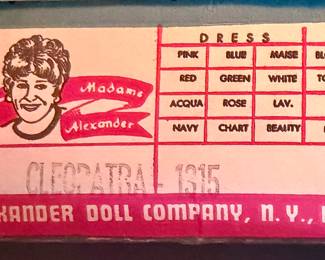 DRESS
PINK BLUE MAISE
RED GREEN WHITE
ACQUA ROSE LAV.
NAVY CHART BEAUTY
Madame
Alexander
CLEOPATRA - 1315
XANDER DOLL COMPANY, N. Y.,